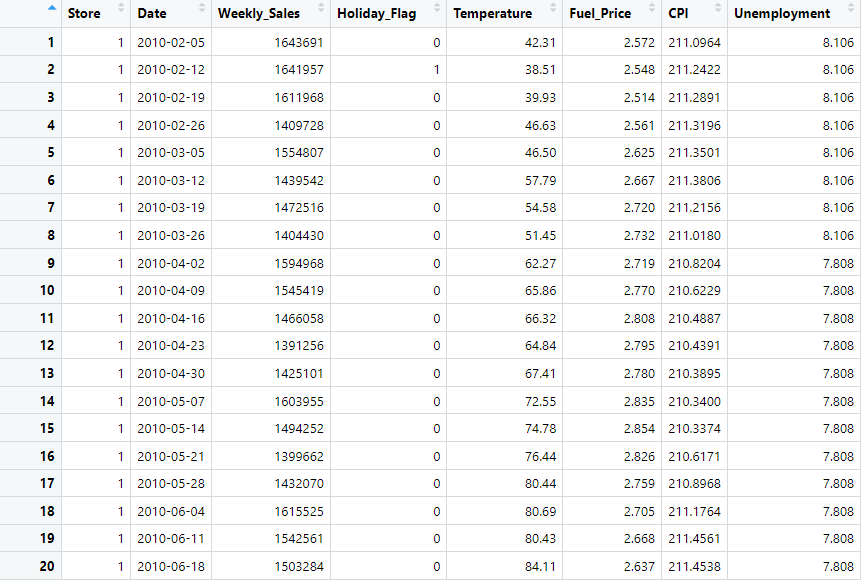 Store Date Weekly_Sales Holiday_Flag Temperature Fuel_Price CPI Unemployment
1 1 2010-02-05 1643691 0 42.31 2.572 211.0964 8.106
2 1 2010-02-12 1641957 1 38.51 2.548 211.2422 8.106
3 1 2010-02-19 1611968 0 39.93 2.514 211.2891 8.106
4 1 2010-02-26 1409728 0 46.63 2.561 211.3196 8.106
5 1 2010-03-05 1554807 0 46.50 2.625 211.3501 8.106
6 1 2010-03-12 1439542 0 57.79 2.667 211.3806 8.106
7 1 2010-03-19 1472516 0 54.58 2.720 211.2156 8.106
8 1 2010-03-26 1404430 0 51.45 2.732 211.0180 8.106
9 1 2010-04-02 1594968 0 62.27 2.719 210.8204 7.808
10 1 2010-04-09 1545419 0 65.86 2.770 210.6229 7.808
11 1 2010-04-16 1466058 0 66.32 2.808 210.4887 7.808
12 1 2010-04-23 1391256 0 64.84 2.795 210.4391 7.808
13 1 2010-04-30 1425101 0 67.41 2.780 210.3895 7.808
14 1 2010-05-07 1603955 0 72.55 2.835 210.3400 7.808
15 1 2010-05-14 1494252 0 74.78 2.854 210.3374 7.808
16 1 2010-05-21 1399662 0 76.44 2.826 210.6171 7.808
17 1 2010-05-28 1432070 0 80.44 2.759 210.8968 7.808
18 1 2010-06-04 1615525 0 80.69 2.705 211.1764 7.808
19 1 2010-06-11 1542561 0 80.43 2.668 211.4561 7.808
20 1 2010-06-18 1503284 0 84.11 2.637 211.4538 7.808